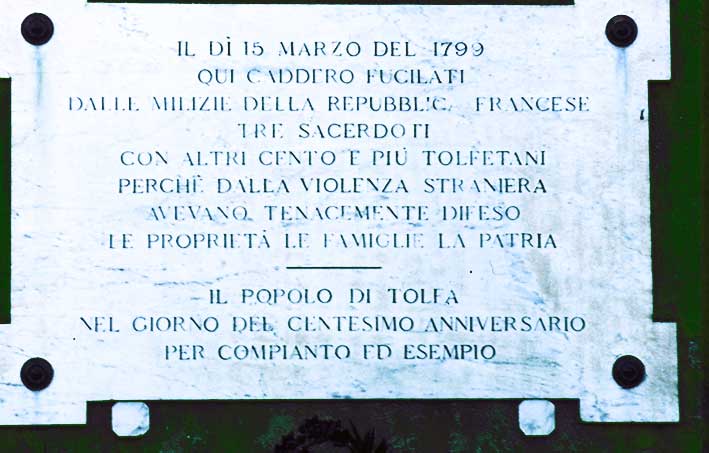 IL DÌ 15 MARZO DEL 1799
QUI CADDERO FUCILATI
DALLE MILIZIE DELLA REPUBBLICA FRANCESE
TRE SACERDOTI
CON ALTRI CENTO E PIÙ TOLFETANI
PERCHÈ DALLA VIOLENZA STRANIERA
AVEVANO TENACEMENTE DIFESO
LE PROPRIETÀ LE FAMIGLIE LA PATRIA
IL POPOLO DI TOLFA
NEL GIORNO DEL CENTESIMO ANNIVERSARIO
PER COMPIANTO ED ESEMPIO